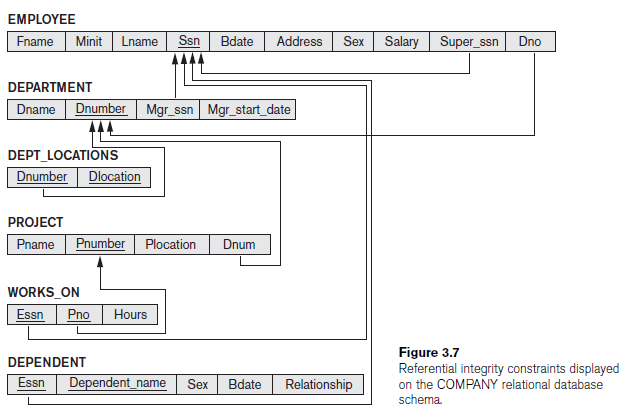 EMPLOYEE
Fname Minit Lname Ssn Bdate Address Sex Salary Super_ssn Dno
DEPARTMENT
Dname Dnumber Mgr_ssn Mgr_start_date
DEPT_LOCATIONS
Dnumber Dlocation
PROJECT
Pname Pnumber Plocation Dnum
WORKS_ON
Essn Pno Hours
DEPENDENT
Essn Dependent_name Sex Bdate Relationship
Figure 3.7
Referential integrity constraints displayed
on the COMPANY relational database
schema.